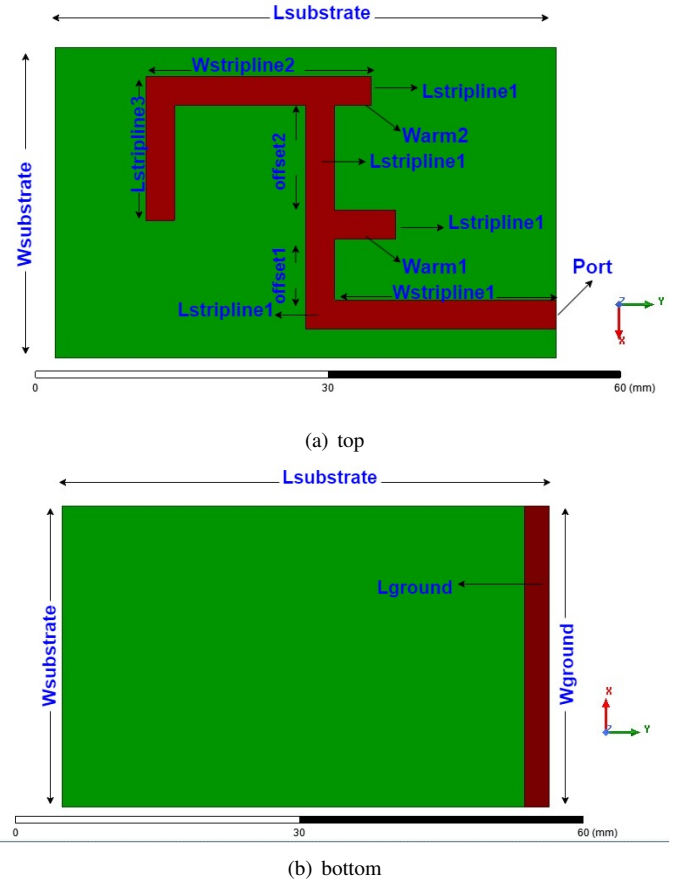 Lsubstrate
Wstripline2
Lstripline1
Lstripline3
Warm2
offset2
Lstripline1
Wsubstrate
Lstripline1
Warm1
Port
offset1
Wstripline1
Lstripline1
Z
Y
X
0
30
60 (mm)
(a) top
Lsubstrate
Lground
Wsubstrate
Wground
X
Z
Y
0
30
60 (mm)
(b) bottom